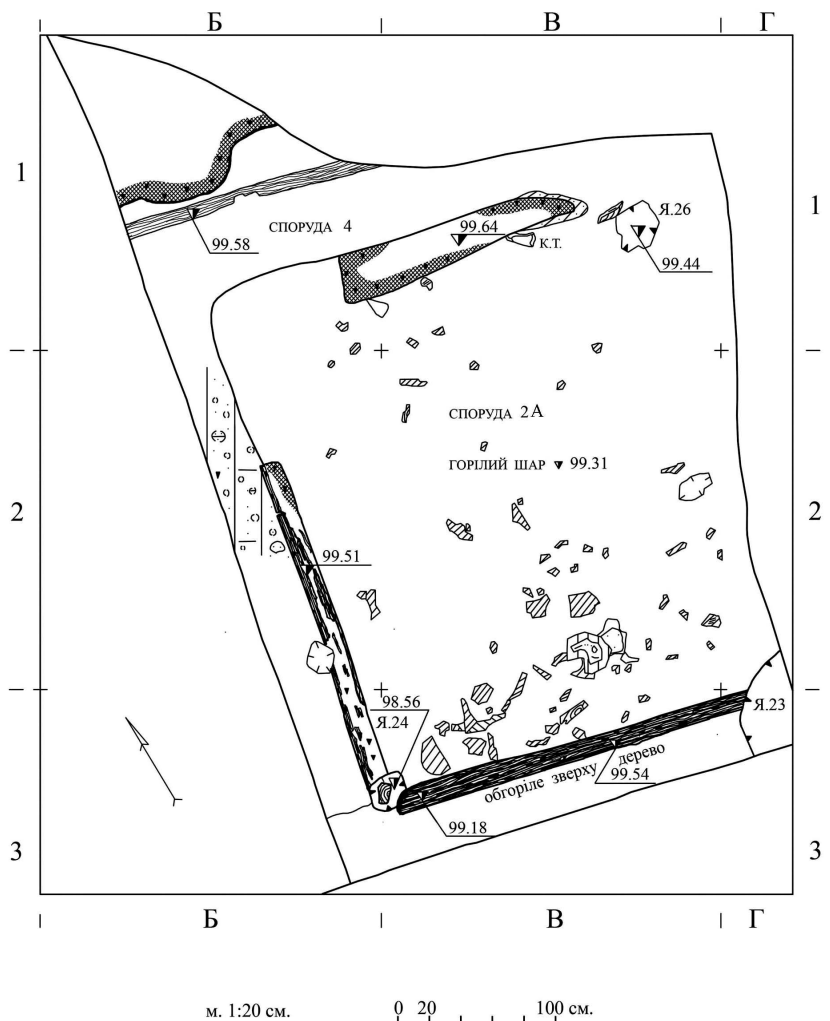 Б В Г
1 1
Я.26
99.64
СПОРУДА 4
99.58
К.Т.
99.44
СПОРУДА 2А
ГОРІЛИЙ ШАР 99.31
2 2
99.51
98.56
Я.24
Я.23
обгоріле зверху дерево
99.54
99.18
3 3
Б В Г
м. 1:20 см. 0 20 100 см.